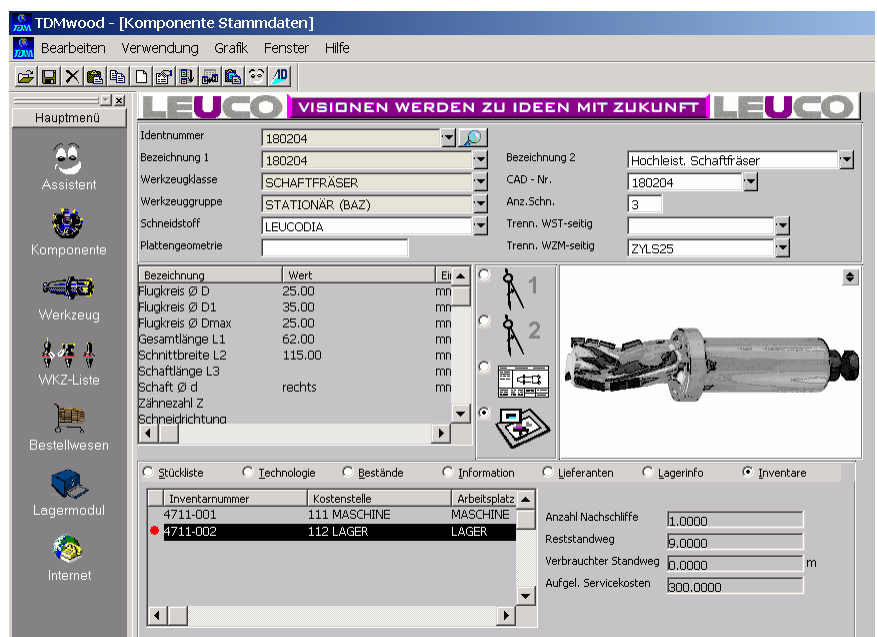 TDMwood - [Komponente Stammdaten]
Bearbeiten Verwendung Grafik Fenster Hilfe
Hauptmenü
LEUCO VISIONEN WERDEN ZU IDEEN MIT ZUKUNFT LEUCO
Identnummer 180204
Bezeichnung 1 180204 Bezeichnung 2 Hochleist. Schaftfräser
Werkzeugklasse SCHAFTFRÄSER CAD - Nr. 180204
Werkzeuggruppe STATIONÄR (BAZ) Anz.Schn. 3
Schneidstoff LEUCODIA Trenn. WST-seitig
Plattengeometrie Trenn. WZM-seitig ZYLS25
Assistent
Komponente
Werkzeug
WKZ-Liste
Bestellwesen
Lagermodul
Internet
Bezeichnung Wert Ei
Flugkreis Ø D 25.00 mm
Flugkreis Ø D1 35.00 mm
Flugkreis Ø Dmax 25.00 mm
Gesamtlänge L1 62.00 mm
Schnittbreite L2 115.00 mm
Schaftlänge L3 mm
Schaft Ø d rechts mm
Zähnezahl Z
Schneidrichtung
1
2
Stückliste Technologie Bestände Information Lieferanten Lagerinfo Inventare
Inventarnummer Kostenstelle Arbeitsplatz
4711-001 111 MASCHINE MASCHINE
4711-002 112 LAGER LAGER
Anzahl Nachschliffe 1.0000
Reststandweg 9.0000
Verbrauchter Standweg 0.0000 m
Aufgel. Servicekosten 300.0000